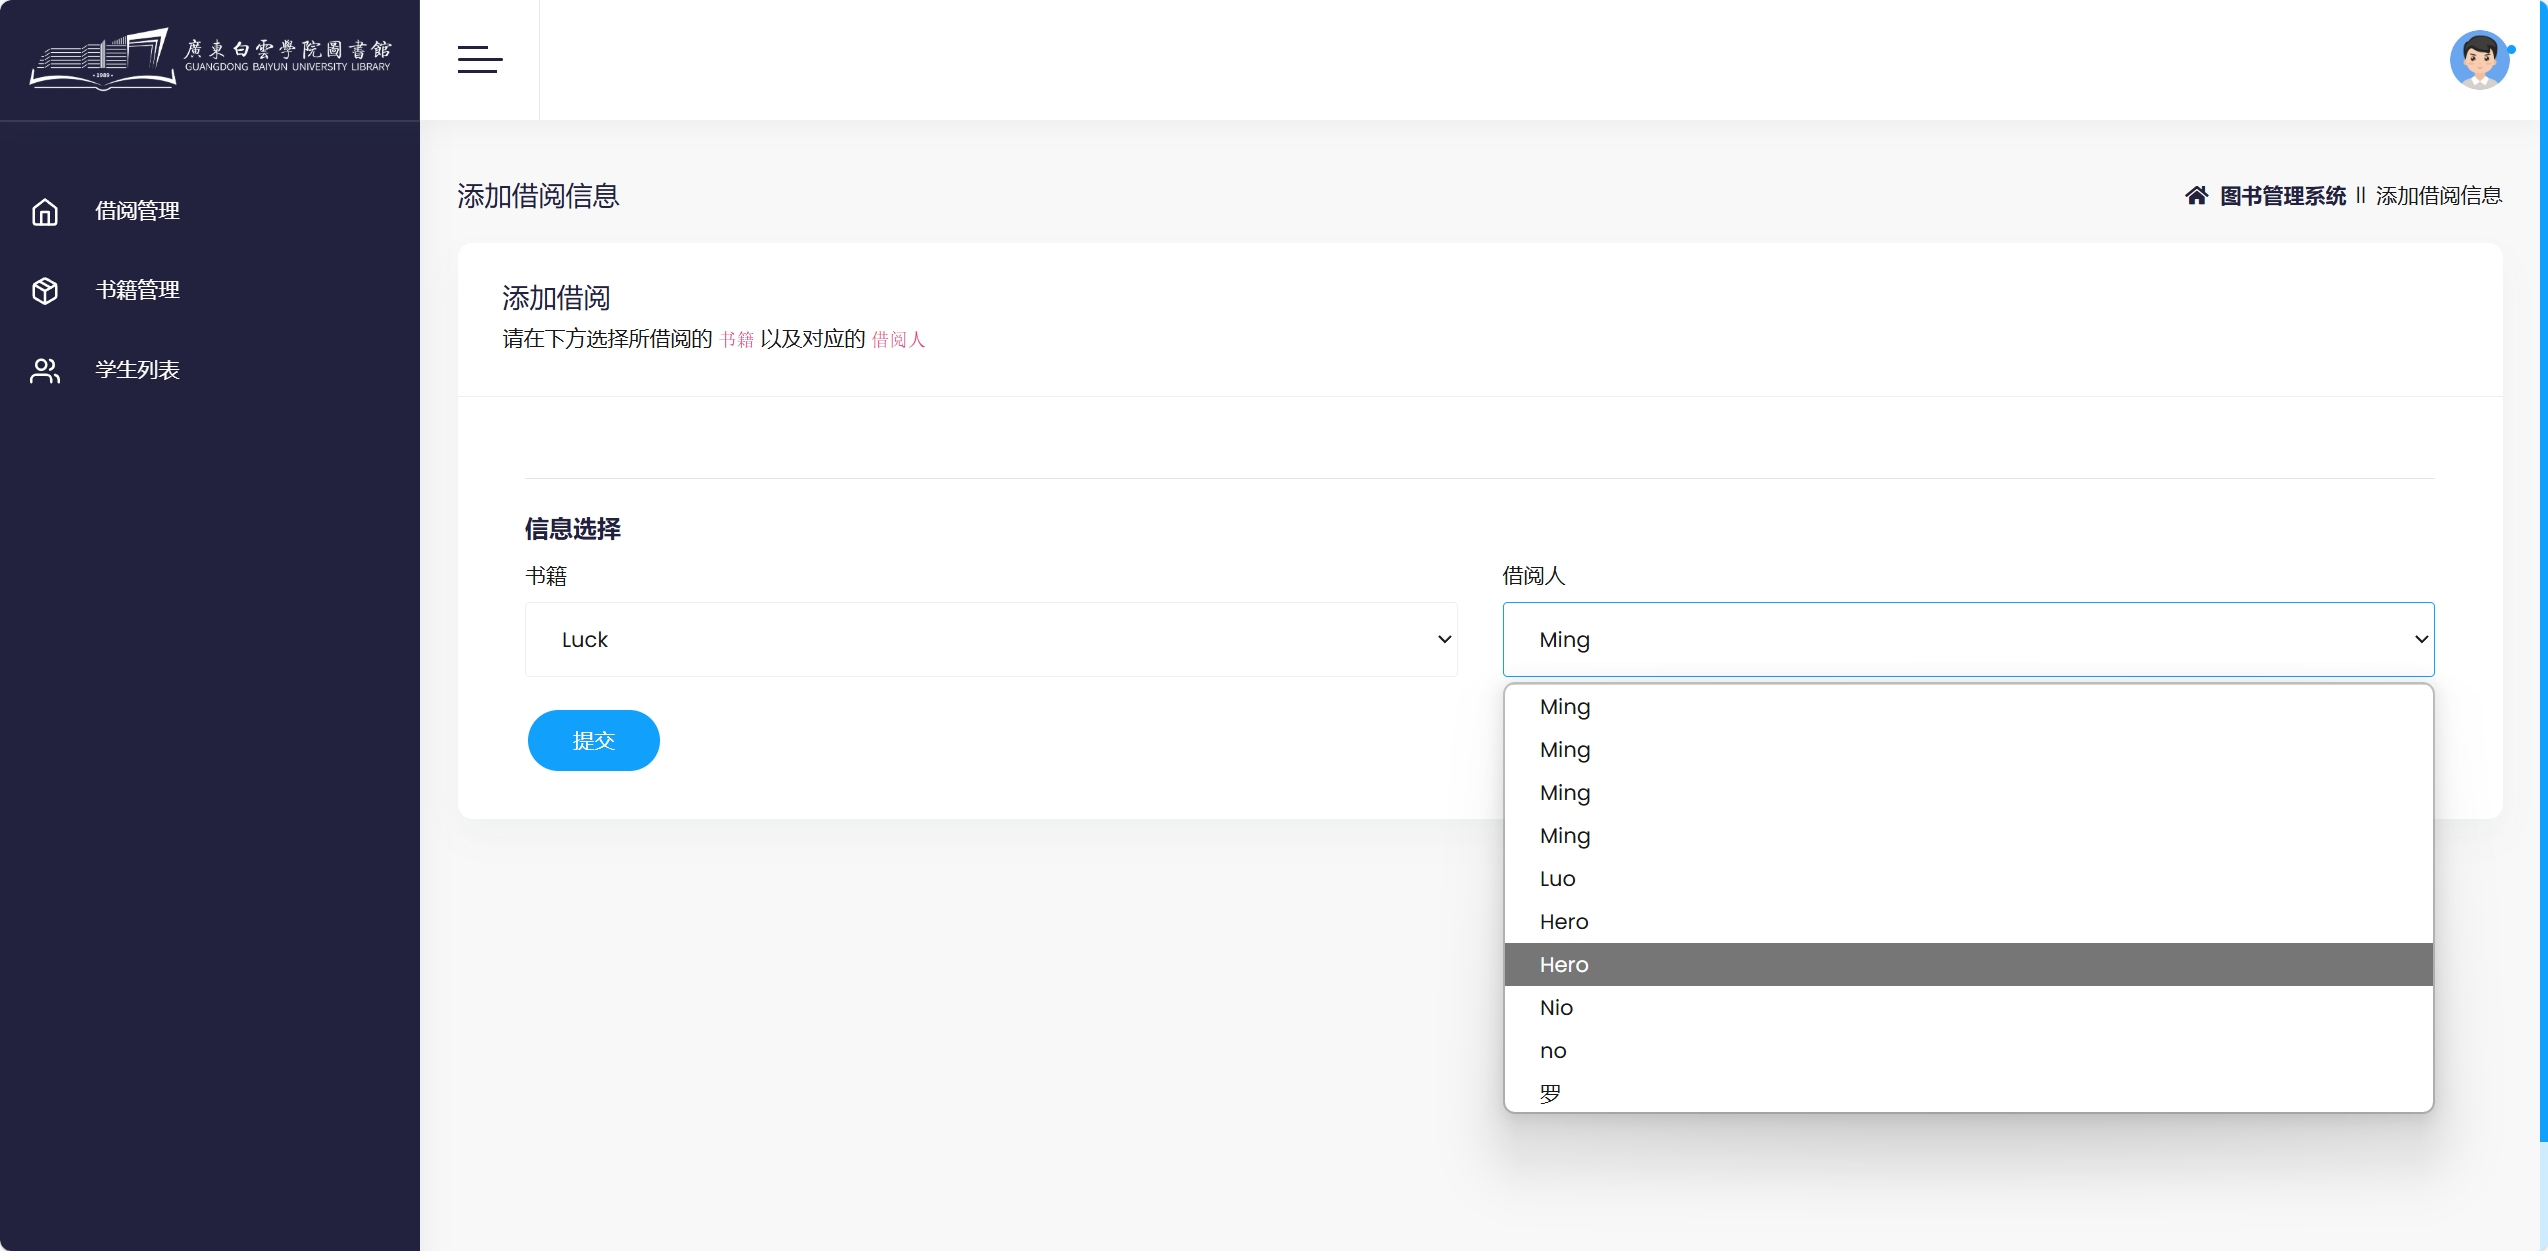 廣東白雲學院圖書館
GUANGDONG BAIYUN UNIVERSITY LIBRARY
•1989•
借阅管理
书籍管理
学生列表
添加借阅信息
图书管理系统 || 添加借阅信息
添加借阅
请在下方选择所借阅的 书籍 以及对应的 借阅人
信息选择
书籍
借阅人
Luck
Ming
提交
Ming
Ming
Ming
Ming
Luo
Hero
Hero
Nio
no
罗